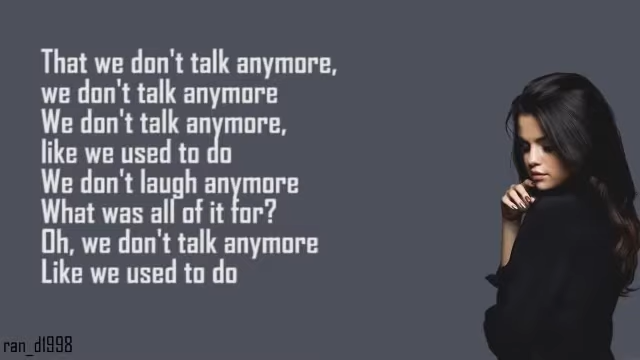 That we don't talk anymore,
we don't talk anymore
We don't talk anymore,
like we used to do
We don't laugh anymore
What was all of it for?
Oh, we don't talk anymore
Like we used to do
ran_d1998